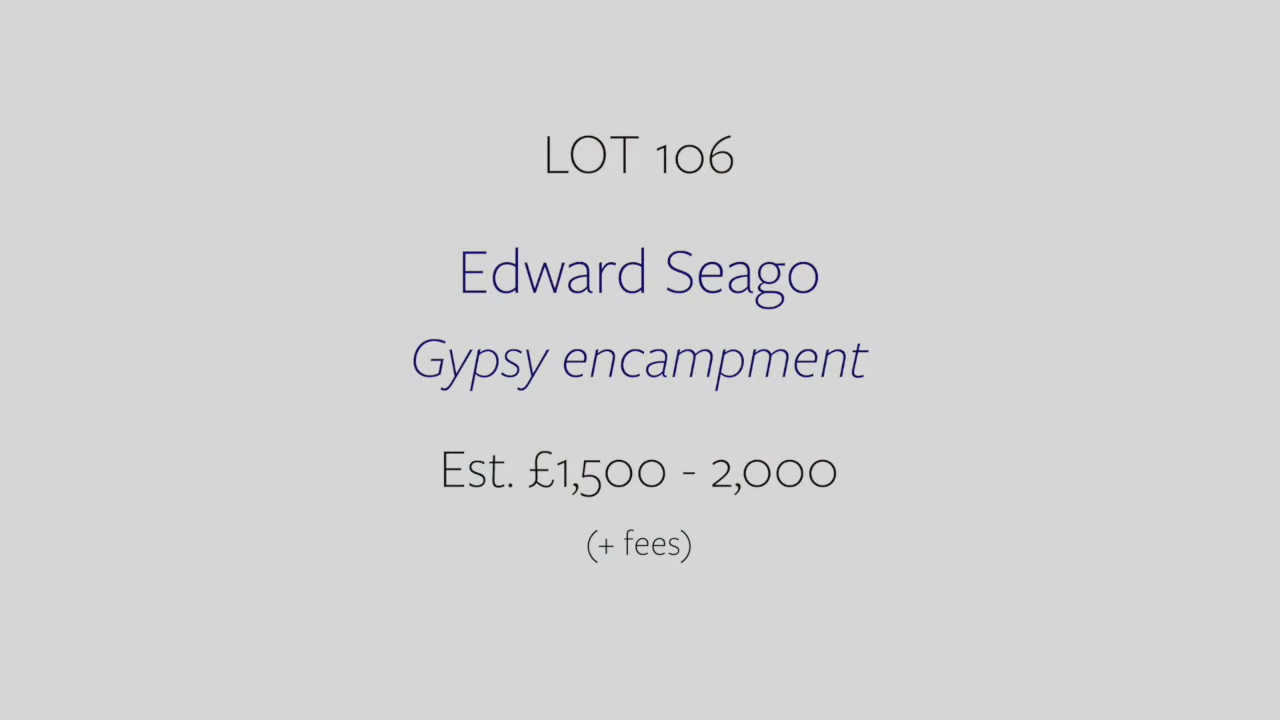 LOT 106
Edward Seago
Gypsy encampment
Est. £1,500 - 2,000
(+ fees)